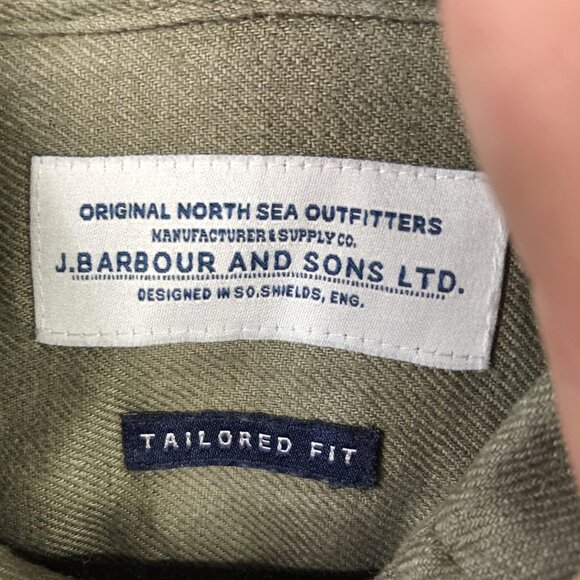 ORIGINAL NORTH SEA OUTFITTERS
MANUFACTURER & SUPPLY CO.
J.BARBOUR AND SONS LTD.
DESIGNED IN SO.SHIELDS, ENG.
TAILORED FIT